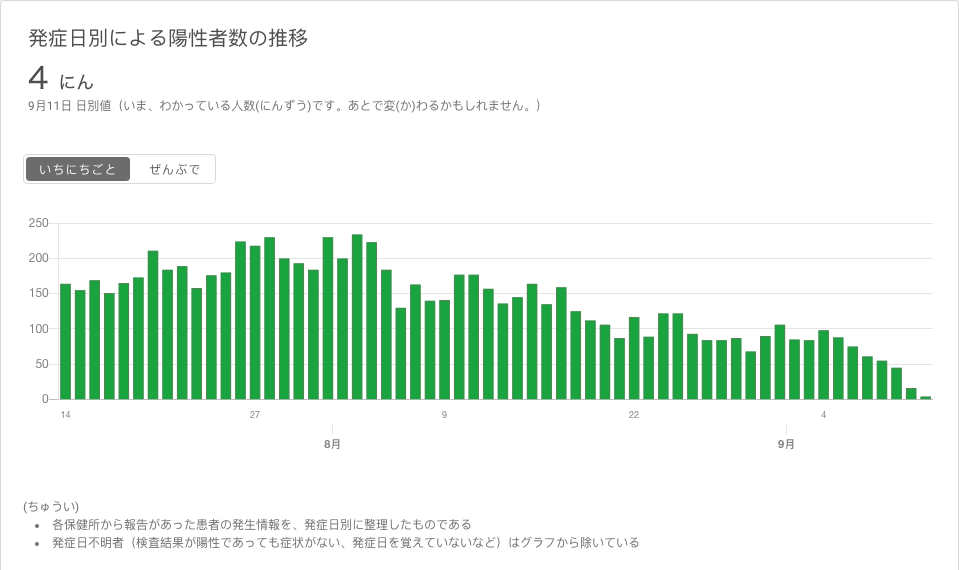 発症日別による陽性者数の推移
4 にん
9月11日 日別値（いま、わかっている人数(にんずう)です。あとで変(か)わるかもしれません。）
いちにちごと ぜんぶで
250
200
150
100
50
0
14 27 9 22 4
8月 9月
(ちゅうい)
• 各保健所から報告があった患者の発生情報を、発症日別に整理したものである
• 発症日不明者（検査結果が陽性であっても症状がない、発症日を覚えていないなど）はグラフから除いている